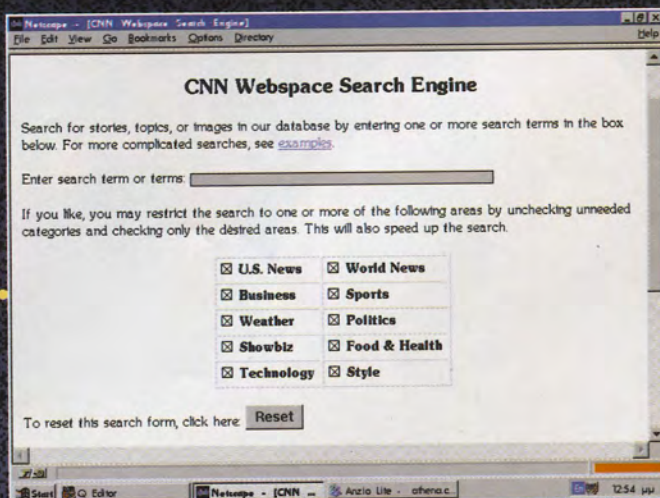 Netscape - [CNN Webspace Search Engine]
File Edit View Go Bookmarks Options Directory Help
CNN Webspace Search Engine
Search for stories, topics, or images in our database by entering one or more search terms in the box
below. For more complicated searches, see examples.
Enter search term or terms:
If you like, you may restrict the search to one or more of the following areas by unchecking unneeded
categories and checking only the desired areas. This will also speed up the search.
U.S. News World News
Business Sports
Weather Politics
Showbiz Food & Health
Technology Style
To reset this search form, click here: Reset
Start Q Editor Netscape - [CNN ... Anzio Lite - athena.c... 12:54 μμ